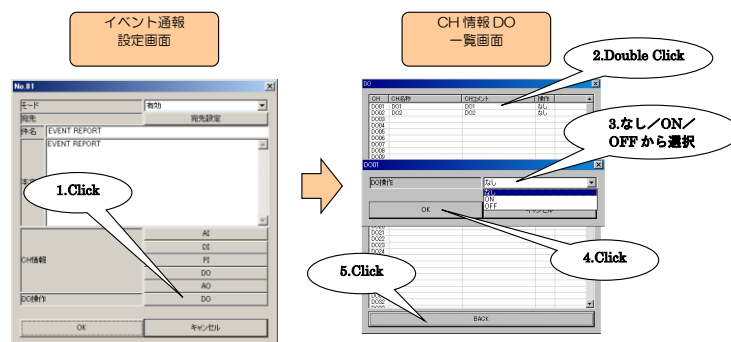 イベント通報
設定画面
CH 情報 DO
一覧画面
No.01
モード
有効
宛先
宛先設定
件名
EVENT REPORT
EVENT REPORT
1.Click
CH情報
AI
DI
PI
DO
AO
DO操作
DO
OK
キャンセル
2.Double Click
DO
CH
CH名称
CHコメント
操作
DO01
DO1
DO1
なし
DO02
DO2
DO2
なし
DO03
DO04
DO05
DO06
DO07
DO08
DO09
3.なし／ON／
OFF から選択
DO01
DO操作
なし
なし
ON
OFF
OK
DO21
DO22
DO23
DO24
4.Click
5.Click
DO32
BACK